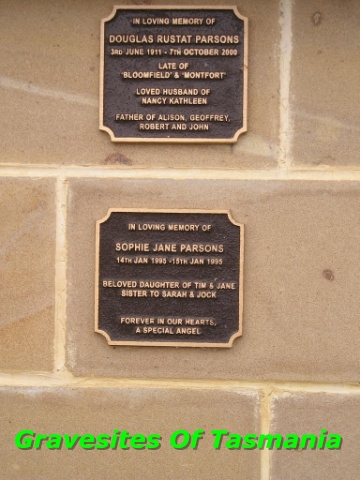 IN LOVING MEMORY OF
DOUGLAS RUSTAT PARSONS
3RD JUNE 1911 - 7TH OCTOBER 2000
LATE OF
'BLOOMFIELD' & 'MONTFORT'
LOVED HUSBAND OF
NANCY KATHLEEN
FATHER OF ALISON, GEOFFREY,
ROBERT AND JOHN
IN LOVING MEMORY OF
SOPHIE JANE PARSONS
14TH JAN 1995 - 15TH JAN 1995
BELOVED DAUGHTER OF TIM & JANE
SISTER TO SARAH & JOCK
FOREVER IN OUR HEARTS,
A SPECIAL ANGEL
Gravesites Of Tasmania